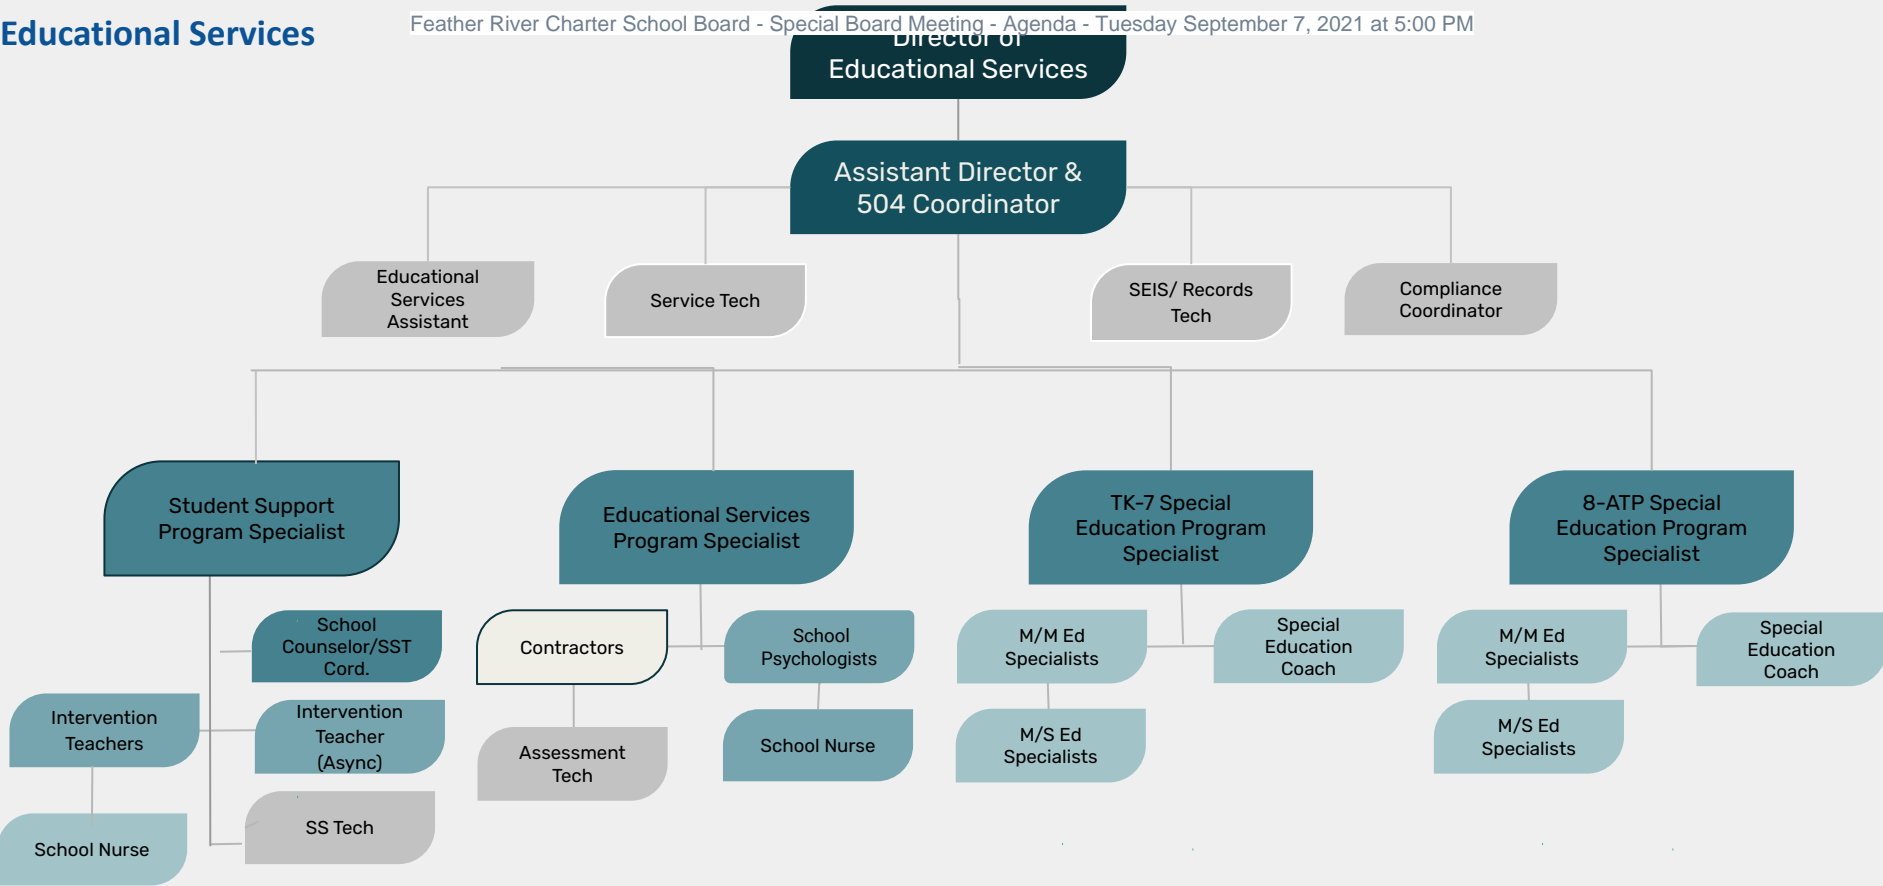 Educational Services
Feather River Charter School Board - Special Board Meeting - Agenda - Tuesday September 7, 2021 at 5:00 PM
Director of
Educational Services
Assistant Director &
504 Coordinator
Educational
Services
Assistant
Service Tech
SEIS/ Records
Tech
Compliance
Coordinator
Student Support
Program Specialist
Educational Services
Program Specialist
TK-7 Special
Education Program
Specialist
8-ATP Special
Education Program
Specialist
School
Counselor/SST
Cord.
Intervention
Teachers
Intervention
Teacher
(Async)
SS Tech
School Nurse
Contractors
School
Psychologists
Assessment
Tech
School Nurse
M/M Ed
Specialists
Special
Education
Coach
M/S Ed
Specialists
M/M Ed
Specialists
Special
Education
Coach
M/S Ed
Specialists